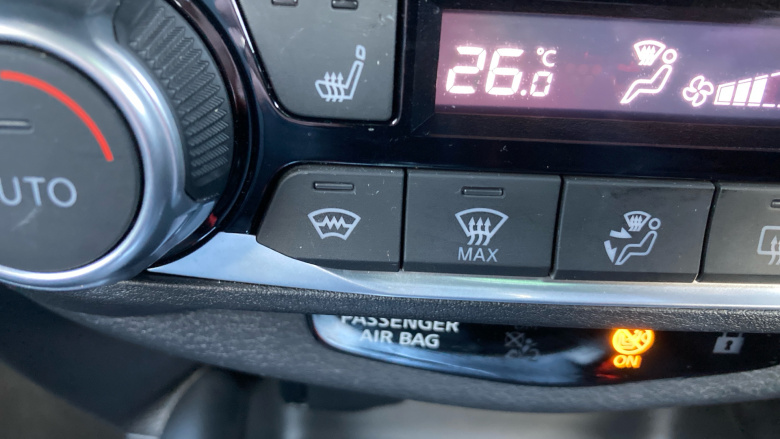 26.0 °C
UTO
MAX
PASSENGER
AIR BAG
ON